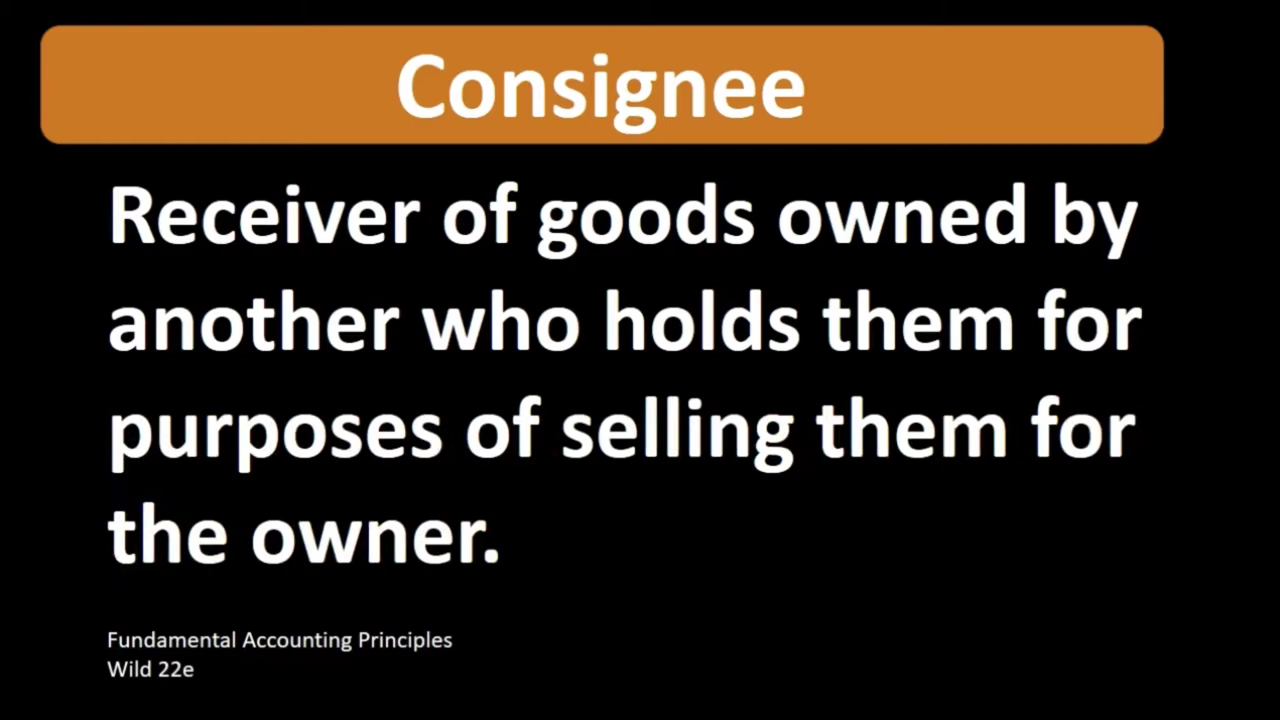 Consignee
Receiver of goods owned by
another who holds them for
purposes of selling them for
the owner.
Fundamental Accounting Principles
Wild 22e